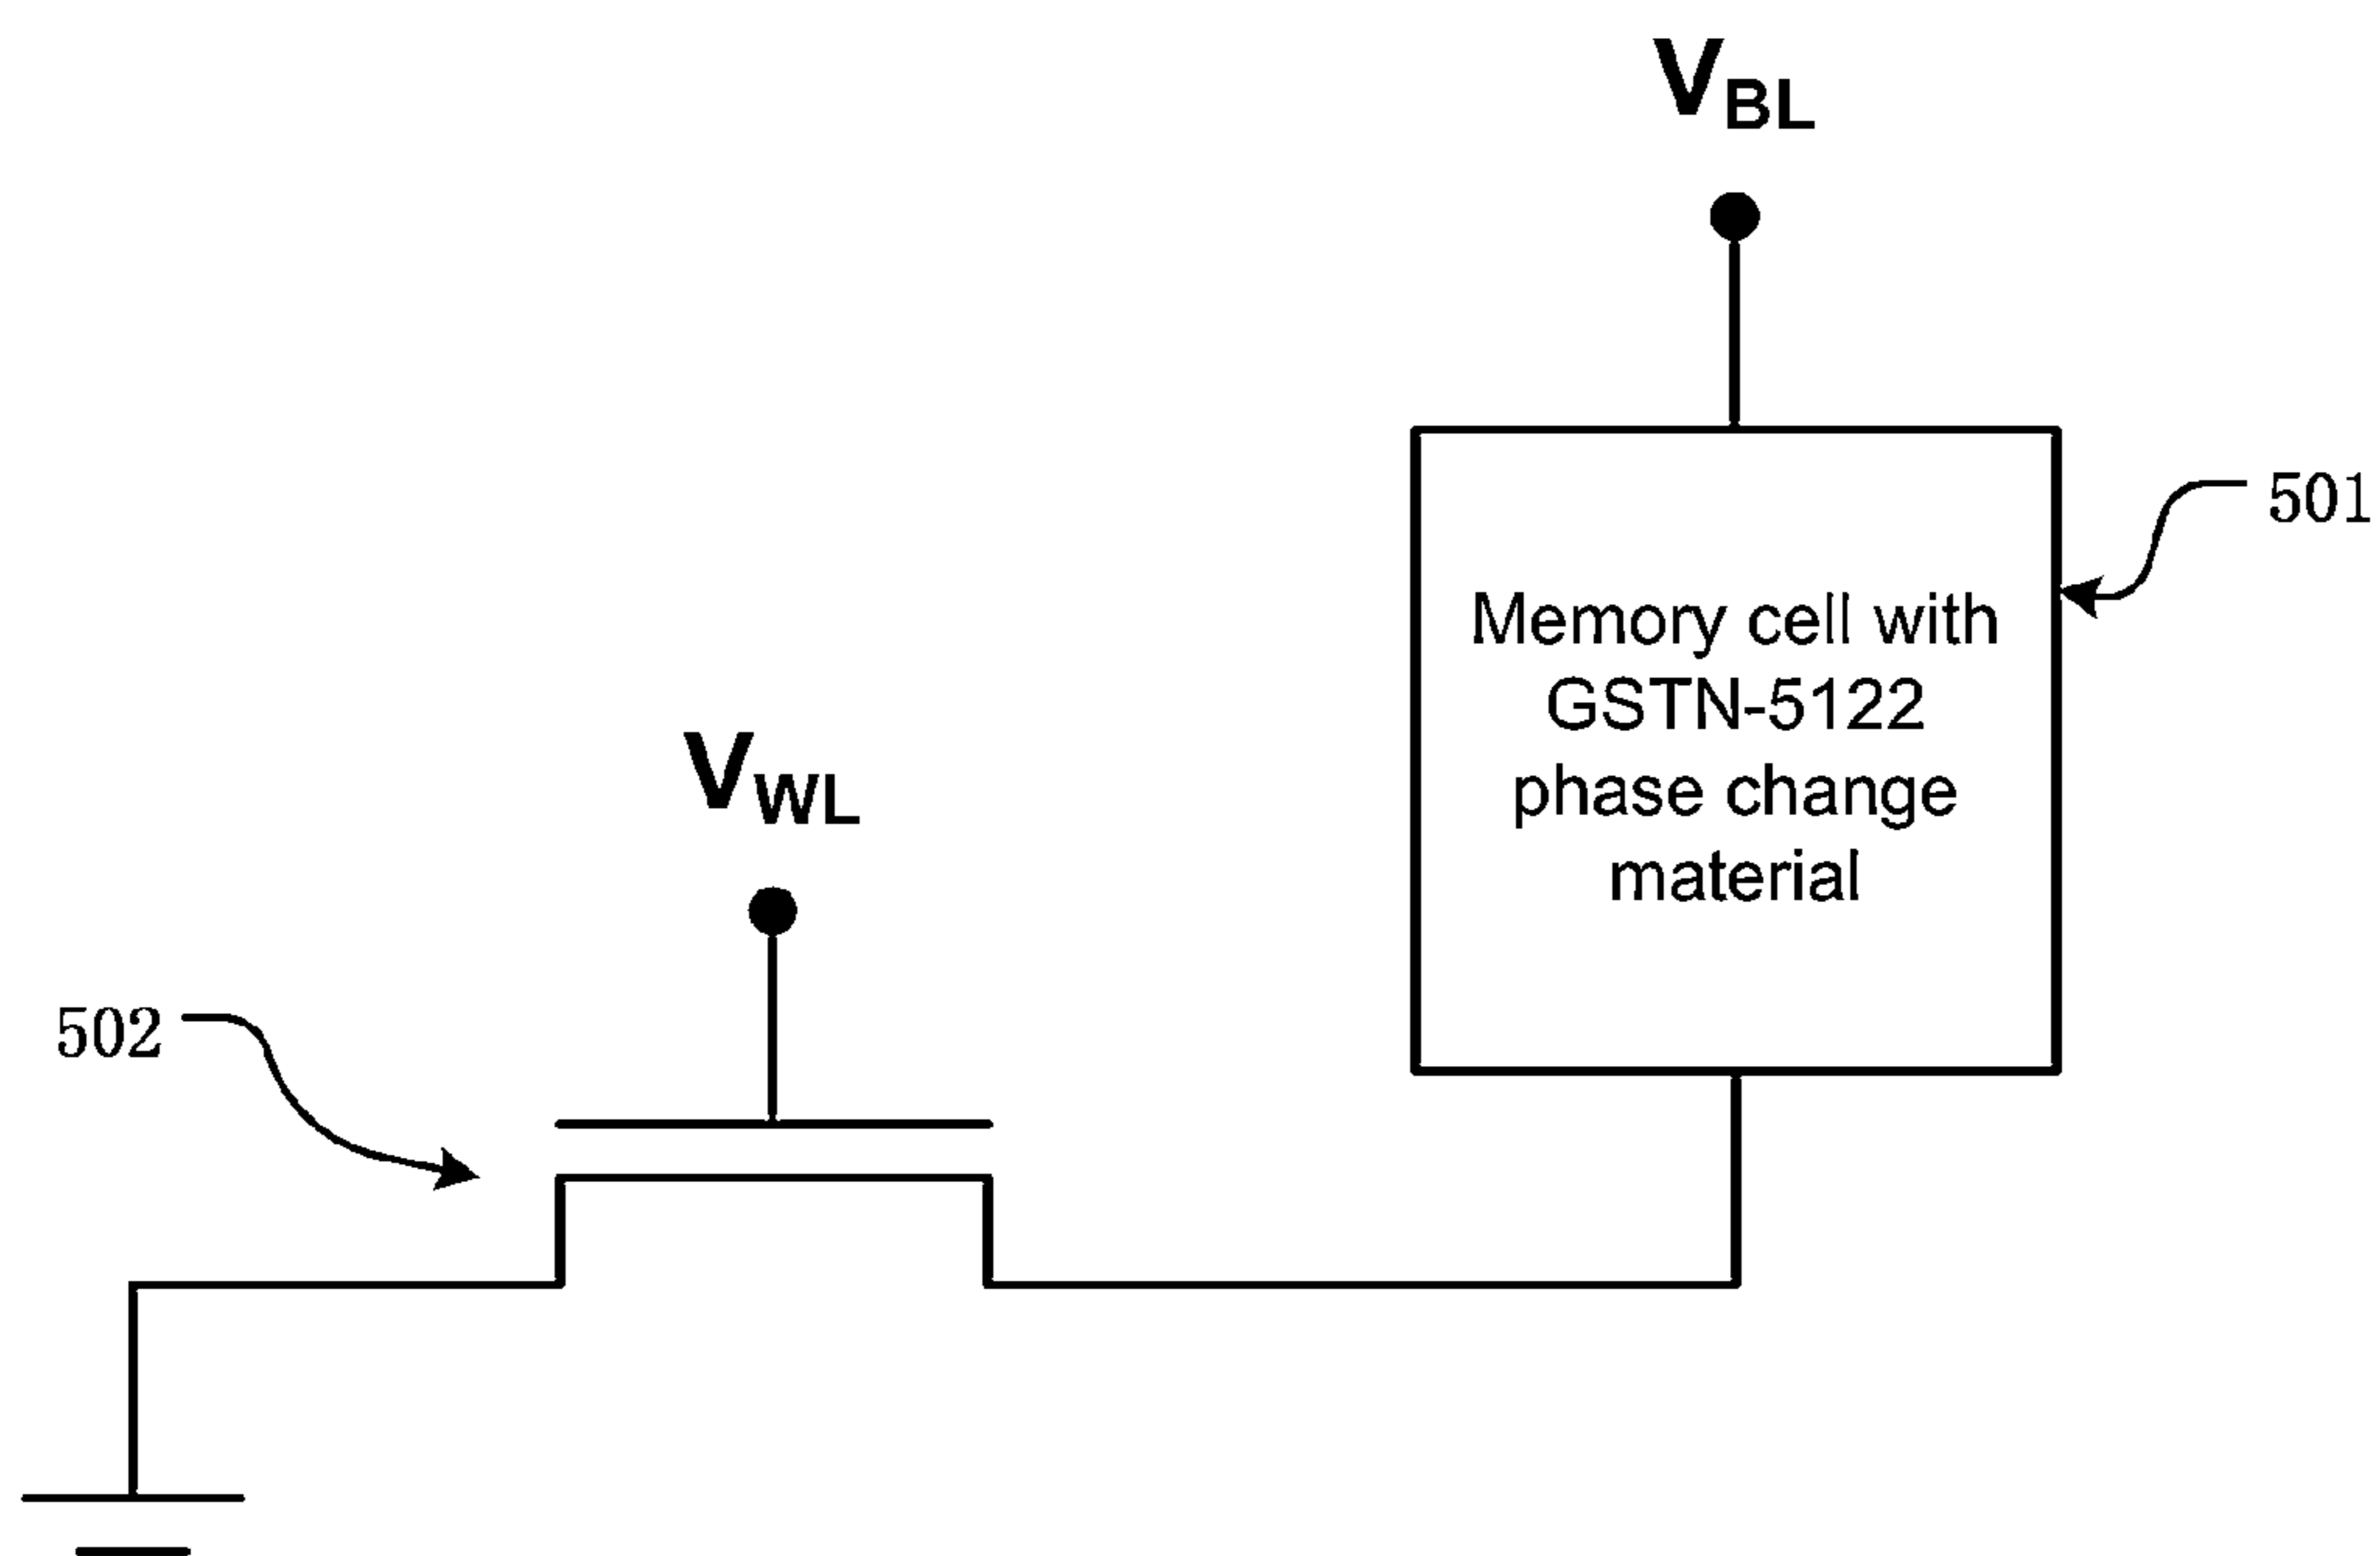 VBL
501
Memory cell with
GSTN-5122
phase change
material
VWL
502